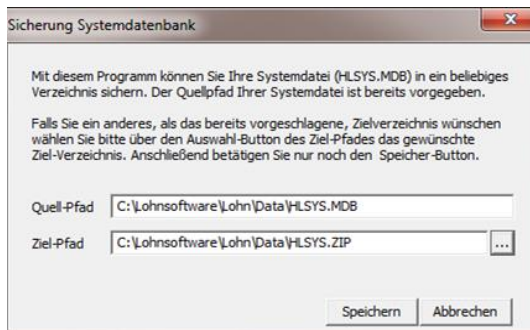 Sicherung Systemdatenbank
Mit diesem Programm können Sie Ihre Systemdatei (HLSYS.MDB) in ein beliebiges
Verzeichnis sichern. Der Quellpfad Ihrer Systemdatei ist bereits vorgegeben.
Falls Sie ein anderes, als das bereits vorgeschlagene, Zielverzeichnis wünschen
wählen Sie bitte über den Auswahl-Button des Ziel-Pfades das gewünschte
Ziel-Verzeichnis. Anschließend betätigen Sie nur noch den Speicher-Button.
Quell-Pfad C:\Lohnsoftware\Lohn\Data\HLSYS.MDB
Ziel-Pfad C:\Lohnsoftware\Lohn\Data\HLSYS.ZIP ...
Speichern Abbrechen